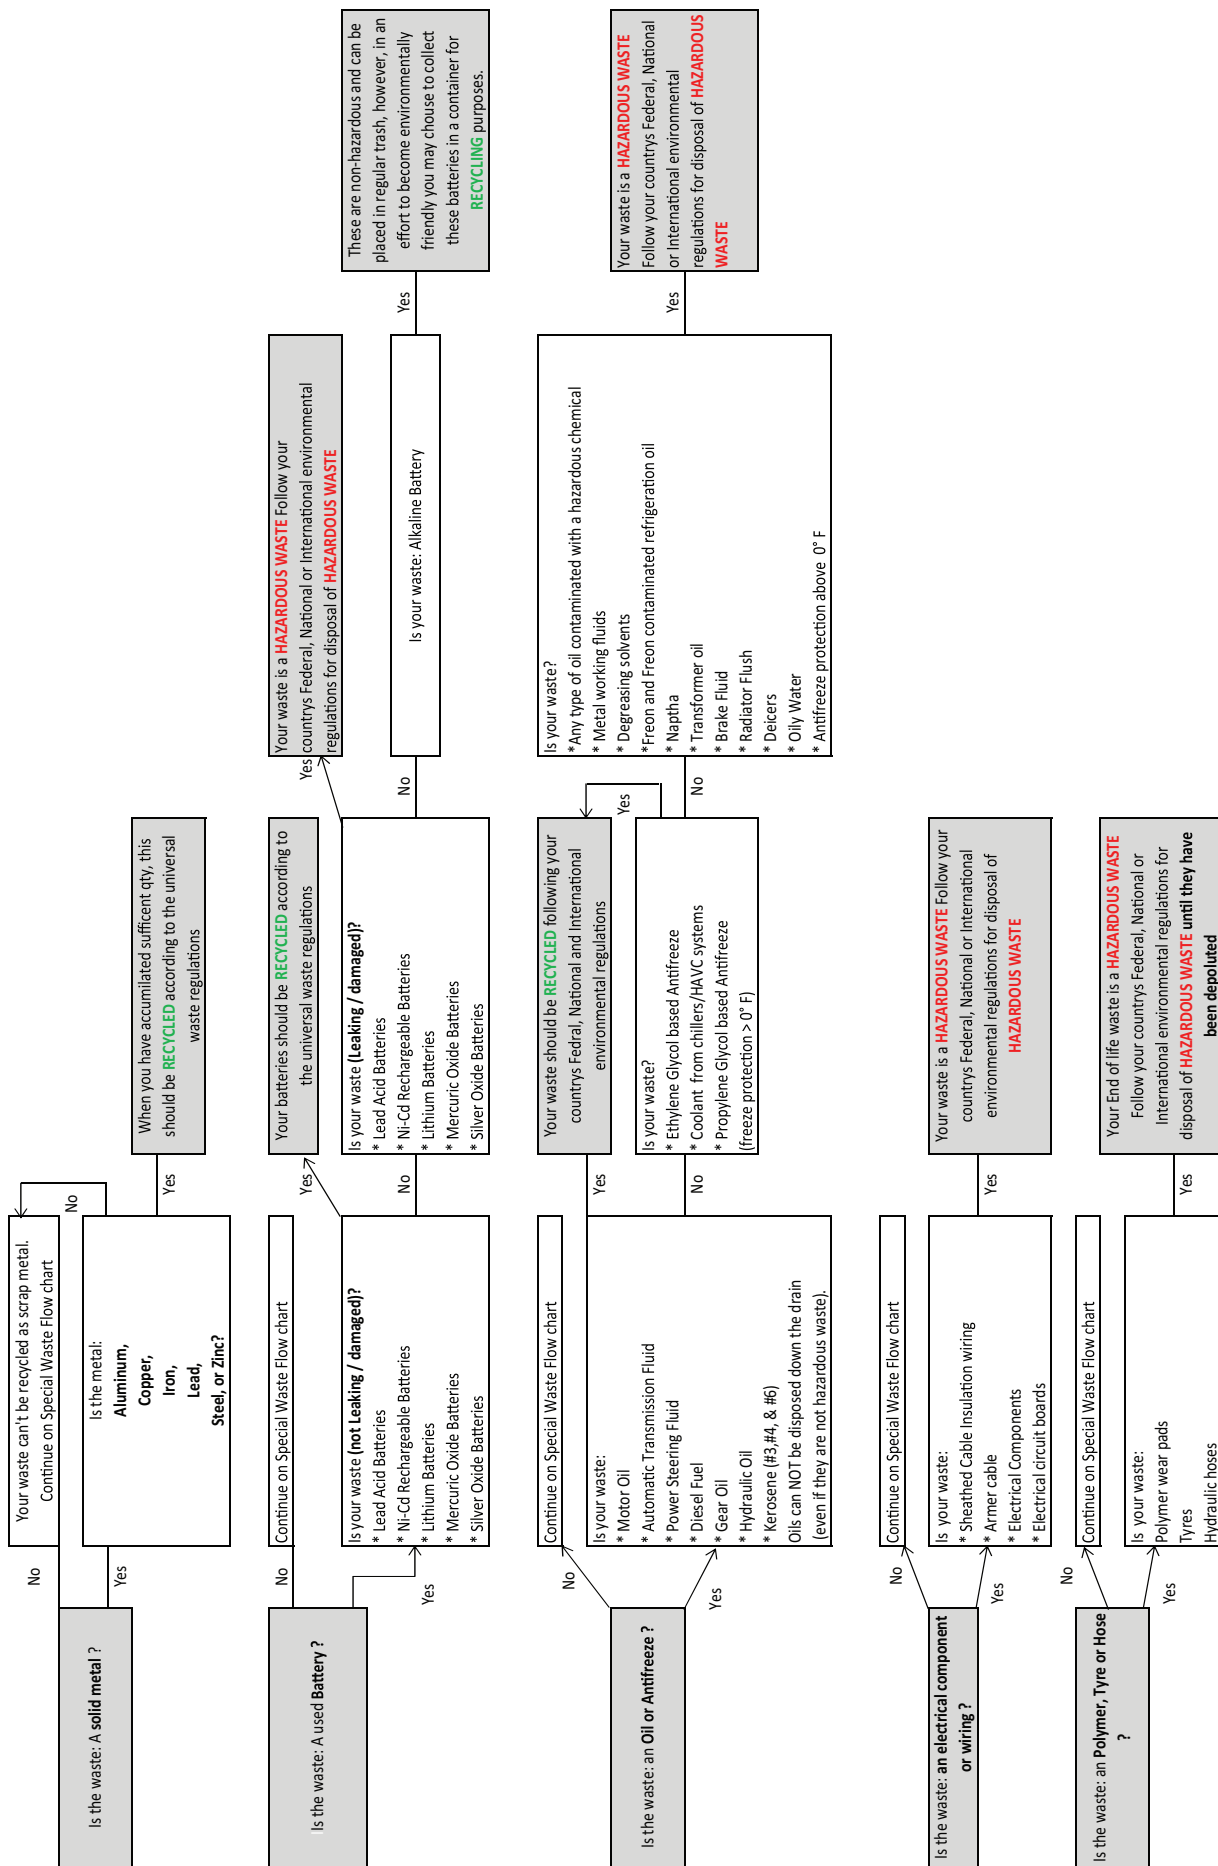 Is the waste: A solid metal ?
No
Yes
Your waste can't be recycled as scrap metal.
Continue on Special Waste Flow chart
Is the metal:
Aluminum,
Copper,
Iron,
Lead,
Steel, or Zinc?
No
Yes
When you have accumilated sufficent qty, this
should be RECYCLED according to the universal
waste regulations
Is the waste: A used Battery ?
No
Yes
Continue on Special Waste Flow chart
Is your waste (not Leaking / damaged)?
* Lead Acid Batteries
* Ni-Cd Rechargeable Batteries
* Lithium Batteries
* Mercuric Oxide Batteries
* Silver Oxide Batteries
Yes
No
Your batteries should be RECYCLED according to
the universal waste regulations
Is your waste (Leaking / damaged)?
* Lead Acid Batteries
* Ni-Cd Rechargeable Batteries
* Lithium Batteries
* Mercuric Oxide Batteries
* Silver Oxide Batteries
Yes
No
Your waste is a HAZARDOUS WASTE Follow your
countrys Federal, National or International environmental
regulations for disposal of HAZARDOUS WASTE
Is your waste: Alkaline Battery
Yes
These are non-hazardous and can be
placed in regular trash, however, in an
effort to become environmentally
friendly you may chouse to collect
these batteries in a container for
RECYCLING purposes.
Is the waste: an Oil or Antifreeze ?
No
Yes
Continue on Special Waste Flow chart
Is your waste:
* Motor Oil
* Automatic Transmission Fluid
* Power Steering Fluid
* Diesel Fuel
* Gear Oil
* Hydraulic Oil
* Kerosene (#3,#4, & #6)
Oils can NOT be disposed down the drain
(even if they are not hazardous waste).
Yes
No
Your waste should be RECYCLED following your
countrys Fedral, National and International
environmental regulations
Is your waste?
* Ethylene Glycol based Antifreeze
* Coolant from chillers/HAVC systems
* Propylene Glycol based Antifreeze
(freeze protection > 0° F)
Yes
No
Is your waste?
*Any type of oil contaminated with a hazardous chemical
* Metal working fluids
* Degreasing solvents
*Freon and Freon contaminated refrigeration oil
* Naptha
* Transformer oil
* Brake Fluid
* Radiator Flush
* Deicers
* Oily Water
* Antifreeze protection above 0° F
Yes
Your waste is a HAZARDOUS WASTE
Follow your countrys Federal, National
or International environmental
regulations for disposal of HAZARDOUS
WASTE
Is the waste: an electrical component
or wiring ?
No
Yes
Continue on Special Waste Flow chart
Is your waste:
* Sheathed Cable Insulation wiring
* Armer cable
* Electrical Components
* Electrical circuit boards
Yes
Your waste is a HAZARDOUS WASTE Follow your
countrys Federal, National or International
environmental regulations for disposal of
HAZARDOUS WASTE
Is the waste: an Polymer, Tyre or Hose
?
No
Yes
Continue on Special Waste Flow chart
Is your waste:
Polymer wear pads
Tyres
Hydraulic hoses
Yes
Your End of life waste is a HAZARDOUS WASTE
Follow your countrys Federal, National or
International environmental regulations for
disposal of HAZARDOUS WASTE until they have
been depoluted